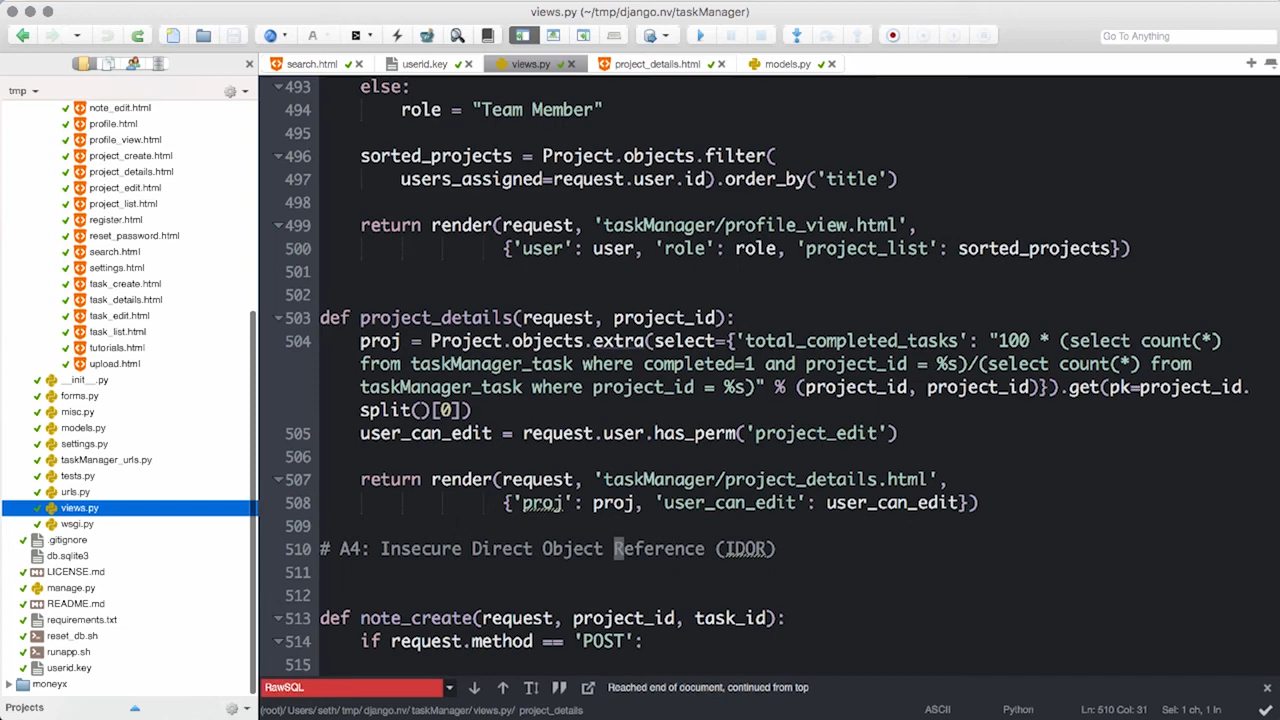 views.py (~/tmp/django.nv/taskManager)
Go To Anything
search.html
userid.key
views.py
project_details.html
models.py
tmp
note_edit.html
profile.html
profile_view.html
project_create.html
project_details.html
project_edit.html
project_list.html
register.html
reset_password.html
search.html
settings.html
task_create.html
task_details.html
task_edit.html
task_list.html
tutorials.html
upload.html
__init__.py
forms.py
misc.py
models.py
settings.py
taskManager_urls.py
tests.py
urls.py
views.py
wsgi.py
.gitignore
db.sqlite3
LICENSE.md
manage.py
README.md
requirements.txt
reset_db.sh
runapp.sh
userid.key
moneyx
Projects
493 else:
494 role = "Team Member"
495
496 sorted_projects = Project.objects.filter(
497 users_assigned=request.user.id).order_by('title')
498
499 return render(request, 'taskManager/profile_view.html',
500 {'user': user, 'role': role, 'project_list': sorted_projects})
501
502
503 def project_details(request, project_id):
504 proj = Project.objects.extra(select={'total_completed_tasks': "100 * (select count(*)
from taskManager_task where completed=1 and project_id = %s)/(select count(*) from
taskManager_task where project_id = %s)" % (project_id, project_id)}).get(pk=project_id.
split()[0])
505 user_can_edit = request.user.has_perm('project_edit')
506
507 return render(request, 'taskManager/project_details.html',
508 {'proj': proj, 'user_can_edit': user_can_edit})
509
510 # A4: Insecure Direct Object Reference (IDOR)
511
512
513 def note_create(request, project_id, task_id):
514 if request.method == 'POST':
515
RawSQL
Reached end of document, continued from top
(root)/Users/seth/tmp/django.nv/taskManager/views.py/ project_details
ASCII
Python
Ln: 510 Col: 31
Sel: 1 ch, 1 ln